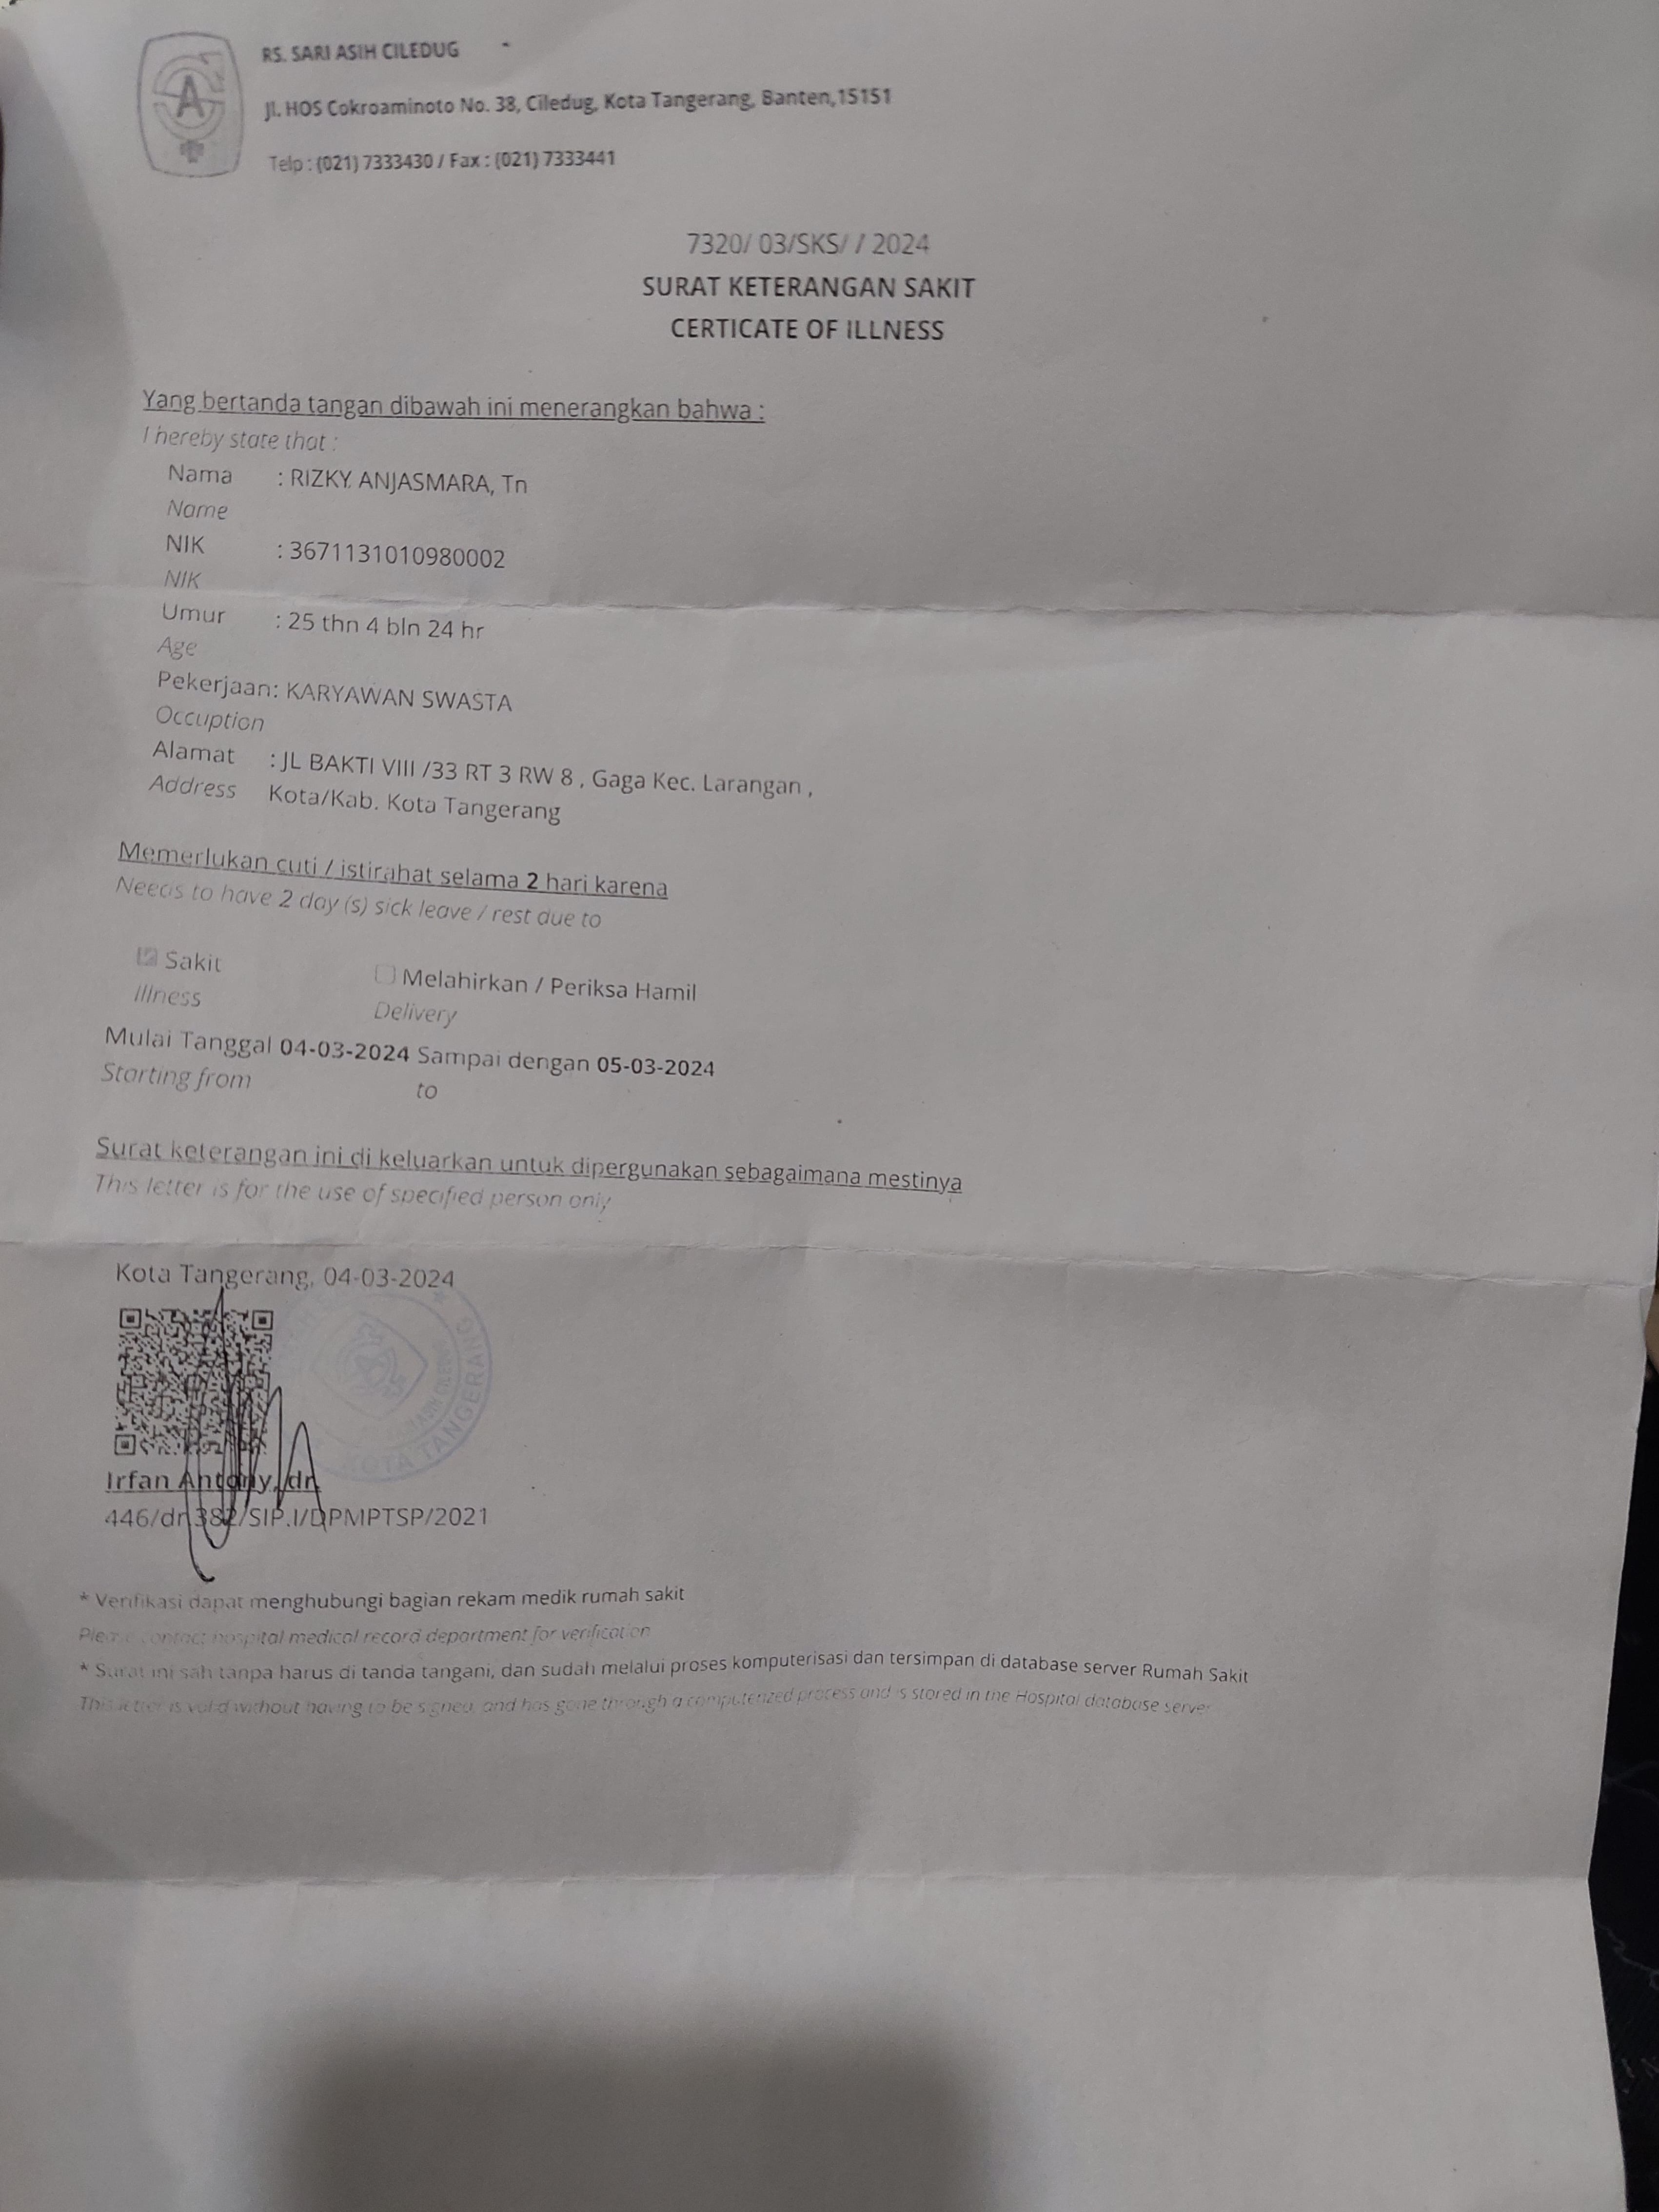 RS. SARI ASIH CILEDUG
Jl. HOS Cokroaminoto No. 38, Ciledug, Kota Tangerang, Banten,15151
Telp : (021) 7333430 / Fax : (021) 7333441
7320/ 03/SKS/ / 2024
SURAT KETERANGAN SAKIT
CERTICATE OF ILLNESS
Yang bertanda tangan dibawah ini menerangkan bahwa :
I hereby state that :
Nama : RIZKY ANJASMARA, Tn
Name
NIK : 3671131010980002
NIK
Umur : 25 thn 4 bln 24 hr
Age
Pekerjaan: KARYAWAN SWASTA
Occuption
Alamat : JL BAKTI VIII /33 RT 3 RW 8 , Gaga Kec. Larangan ,
Address Kota/Kab. Kota Tangerang
Memerlukan cuti / istirahat selama 2 hari karena
Needs to have 2 day (s) sick leave / rest due to
Sakit Melahirkan / Periksa Hamil
Illness Delivery
Mulai Tanggal 04-03-2024 Sampai dengan 05-03-2024
Starting from to
Surat keterangan ini di keluarkan untuk dipergunakan sebagaimana mestinya
This letter is for the use of specified person only
Kota Tangerang, 04-03-2024
ASIH CILEDUG
KOTA TANGERANG
Irfan Antony, dr.
446/dr.382/SIP.I/DPMPTSP/2021
* Verifikasi dapat menghubungi bagian rekam medik rumah sakit
Please contact hospital medical record department for verification
* Surat ini sah tanpa harus di tanda tangani, dan sudah melalui proses komputerisasi dan tersimpan di database server Rumah Sakit
This letter is valid without having to be signed, and has gone through a computerized process and is stored in the Hospital database server